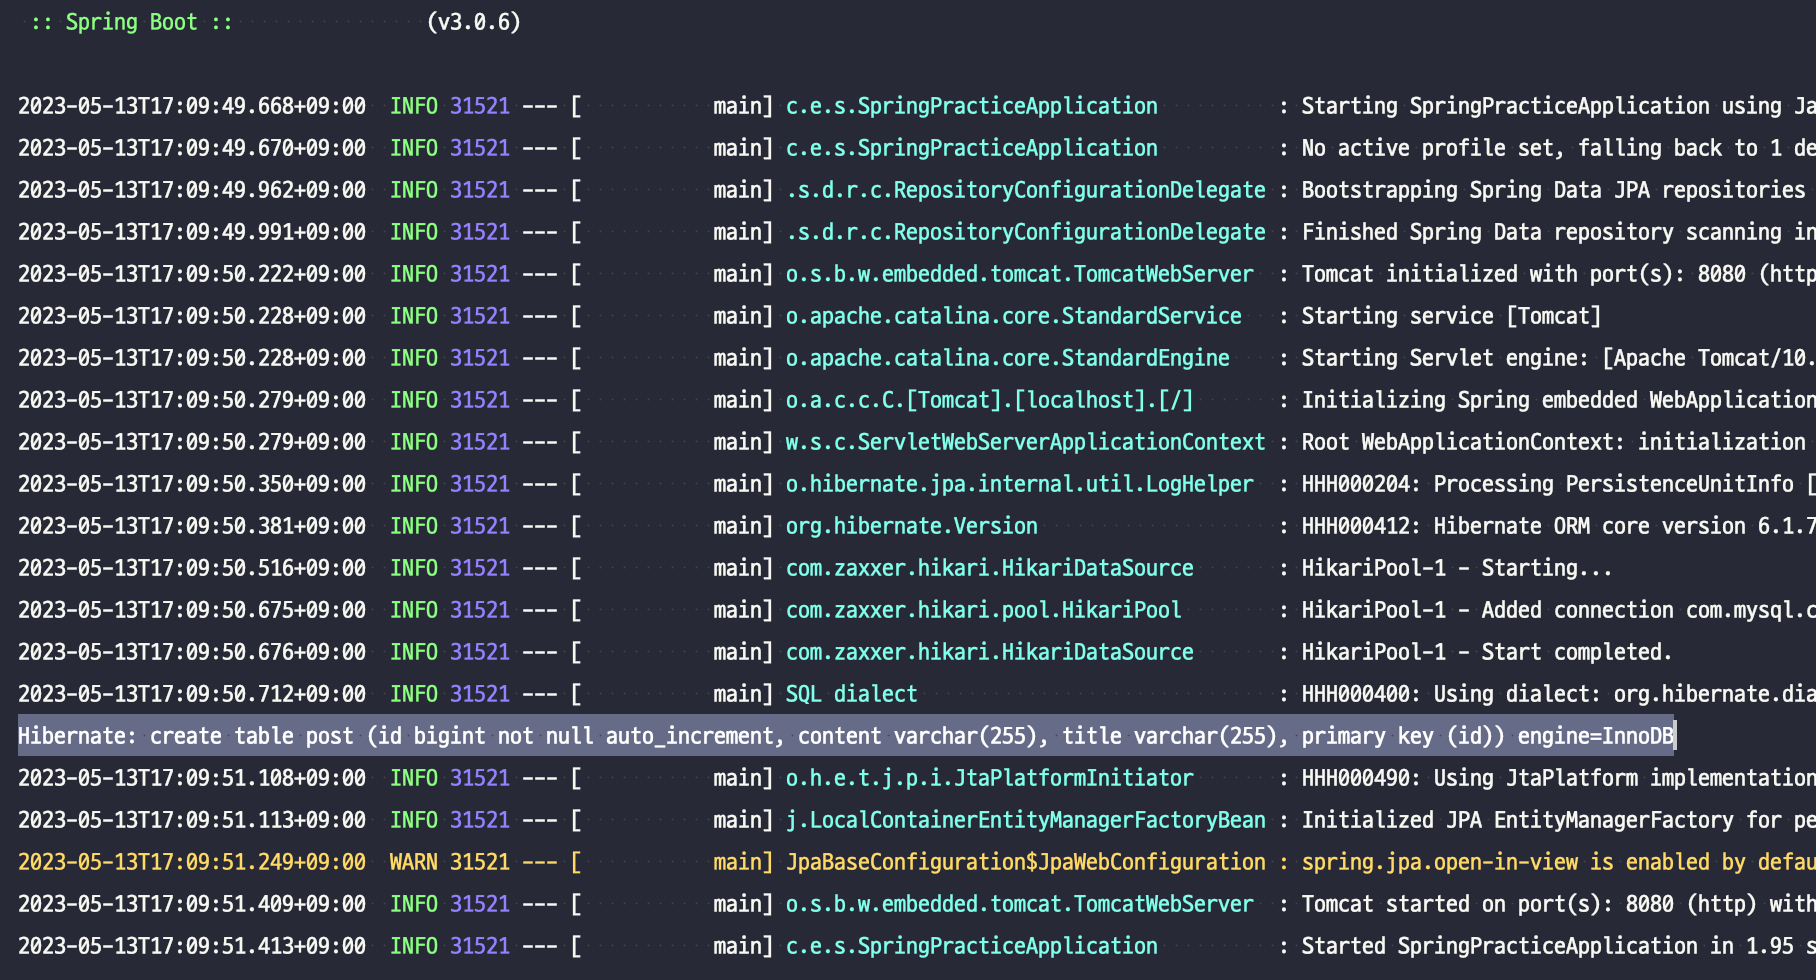 :: Spring Boot ::                (v3.0.6)
2023-05-13T17:09:49.668+09:00  INFO 31521 --- [           main] c.e.s.SpringPracticeApplication          : Starting SpringPracticeApplication using Ja
2023-05-13T17:09:49.670+09:00  INFO 31521 --- [           main] c.e.s.SpringPracticeApplication          : No active profile set, falling back to 1 de
2023-05-13T17:09:49.962+09:00  INFO 31521 --- [           main] .s.d.r.c.RepositoryConfigurationDelegate : Bootstrapping Spring Data JPA repositories
2023-05-13T17:09:49.991+09:00  INFO 31521 --- [           main] .s.d.r.c.RepositoryConfigurationDelegate : Finished Spring Data repository scanning in
2023-05-13T17:09:50.222+09:00  INFO 31521 --- [           main] o.s.b.w.embedded.tomcat.TomcatWebServer  : Tomcat initialized with port(s): 8080 (http
2023-05-13T17:09:50.228+09:00  INFO 31521 --- [           main] o.apache.catalina.core.StandardService   : Starting service [Tomcat]
2023-05-13T17:09:50.228+09:00  INFO 31521 --- [           main] o.apache.catalina.core.StandardEngine    : Starting Servlet engine: [Apache Tomcat/10.
2023-05-13T17:09:50.279+09:00  INFO 31521 --- [           main] o.a.c.c.C.[Tomcat].[localhost].[/]       : Initializing Spring embedded WebApplication
2023-05-13T17:09:50.279+09:00  INFO 31521 --- [           main] w.s.c.ServletWebServerApplicationContext : Root WebApplicationContext: initialization
2023-05-13T17:09:50.350+09:00  INFO 31521 --- [           main] o.hibernate.jpa.internal.util.LogHelper  : HHH000204: Processing PersistenceUnitInfo [
2023-05-13T17:09:50.381+09:00  INFO 31521 --- [           main] org.hibernate.Version                    : HHH000412: Hibernate ORM core version 6.1.7
2023-05-13T17:09:50.516+09:00  INFO 31521 --- [           main] com.zaxxer.hikari.HikariDataSource       : HikariPool-1 - Starting...
2023-05-13T17:09:50.675+09:00  INFO 31521 --- [           main] com.zaxxer.hikari.pool.HikariPool        : HikariPool-1 - Added connection com.mysql.c
2023-05-13T17:09:50.676+09:00  INFO 31521 --- [           main] com.zaxxer.hikari.HikariDataSource       : HikariPool-1 - Start completed.
2023-05-13T17:09:50.712+09:00  INFO 31521 --- [           main] SQL dialect                              : HHH000400: Using dialect: org.hibernate.dia
Hibernate: create table post (id bigint not null auto_increment, content varchar(255), title varchar(255), primary key (id)) engine=InnoDB
2023-05-13T17:09:51.108+09:00  INFO 31521 --- [           main] o.h.e.t.j.p.i.JtaPlatformInitiator       : HHH000490: Using JtaPlatform implementation
2023-05-13T17:09:51.113+09:00  INFO 31521 --- [           main] j.LocalContainerEntityManagerFactoryBean : Initialized JPA EntityManagerFactory for pe
2023-05-13T17:09:51.249+09:00  WARN 31521 --- [           main] JpaBaseConfiguration$JpaWebConfiguration : spring.jpa.open-in-view is enabled by defau
2023-05-13T17:09:51.409+09:00  INFO 31521 --- [           main] o.s.b.w.embedded.tomcat.TomcatWebServer  : Tomcat started on port(s): 8080 (http) with
2023-05-13T17:09:51.413+09:00  INFO 31521 --- [           main] c.e.s.SpringPracticeApplication          : Started SpringPracticeApplication in 1.95 s